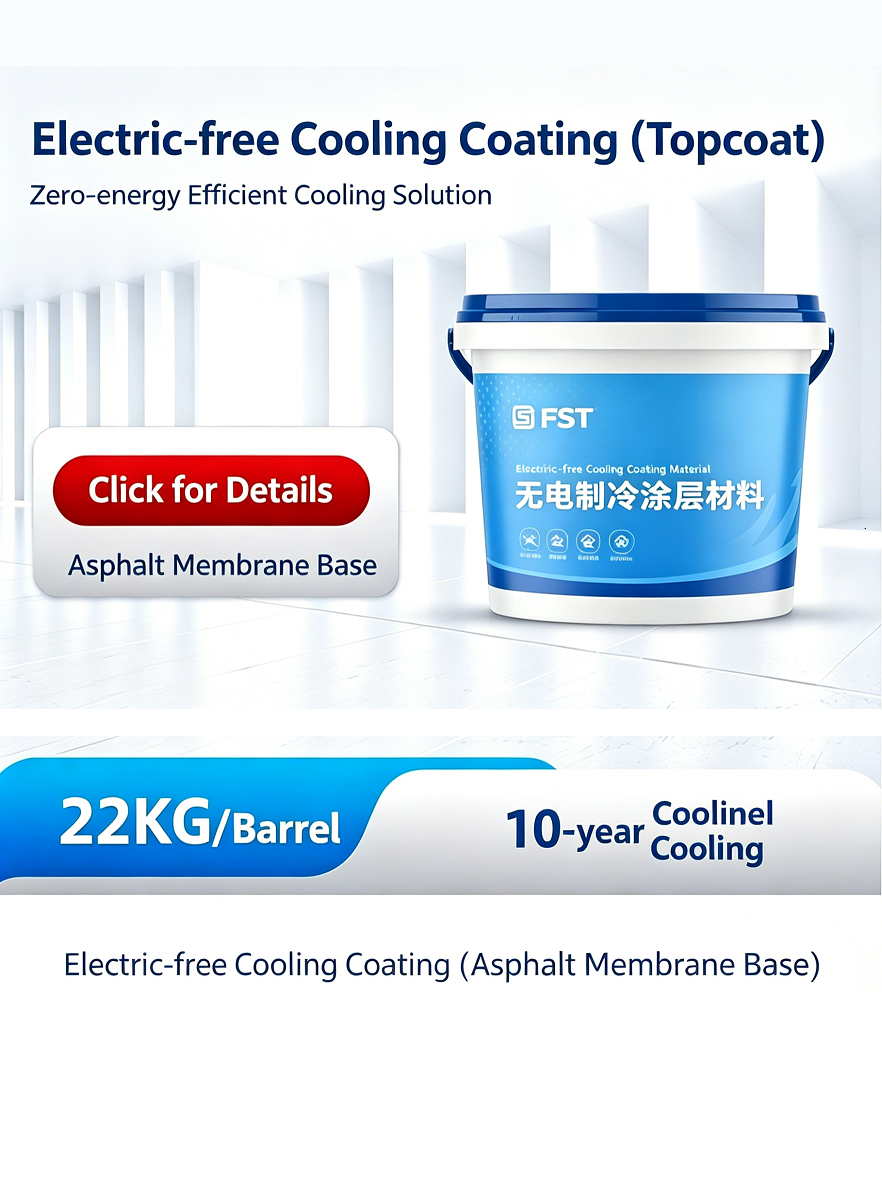 Electric-free Cooling Coating (Topcoat)
Zero-energy Efficient Cooling Solution
FST
Electric-free Cooling Coating Material
无电制冷涂层材料
Click for Details
Asphalt Membrane Base
22KG/Barrel
10-year Coolinel
Cooling
Electric-free Cooling Coating (Asphalt Membrane Base)